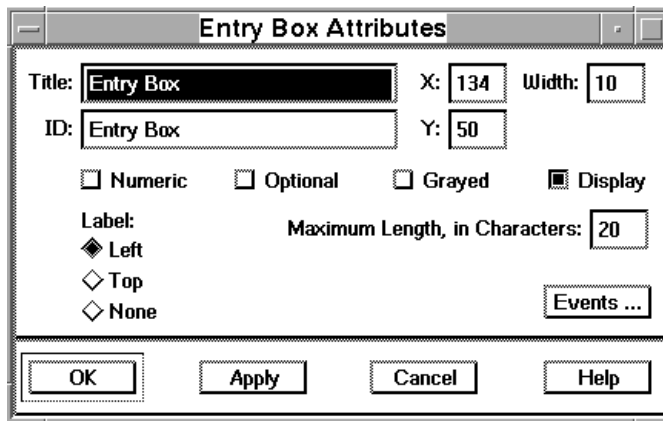 Entry Box Attributes
Title: Entry Box X: 134 Width: 10
ID: Entry Box Y: 50
Numeric Optional Grayed Display
Label:
Maximum Length, in Characters: 20
Left
Top
None
Events ...
OK Apply Cancel Help